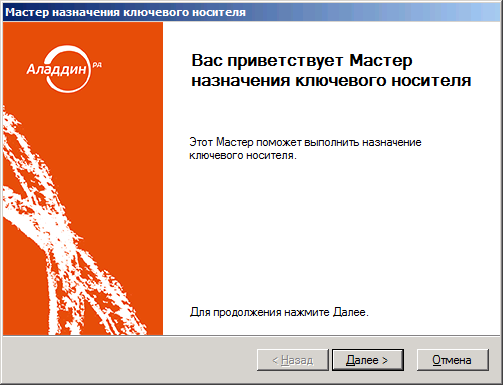 Мастер назначения ключевого носителя
Аладдин РД
Вас приветствует Мастер
назначения ключевого носителя
Этот Мастер поможет выполнить назначение
ключевого носителя.
Для продолжения нажмите Далее.
< Назад Далее > Отмена